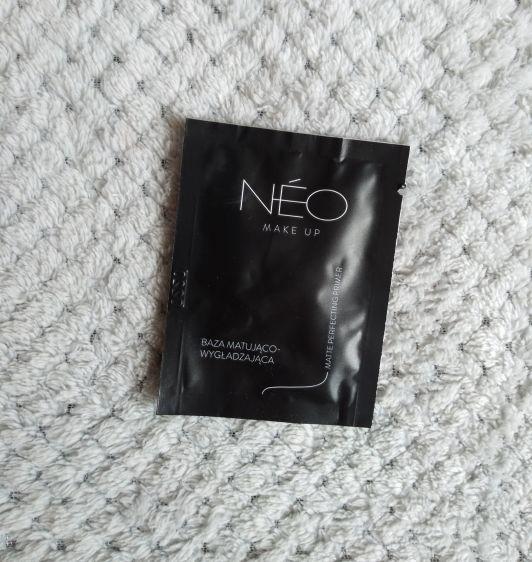 NÉO
MAKE UP
MATTE PERFECTING PRIMER
BAZA MATUJĄCO-
WYGŁADZAJĄCA